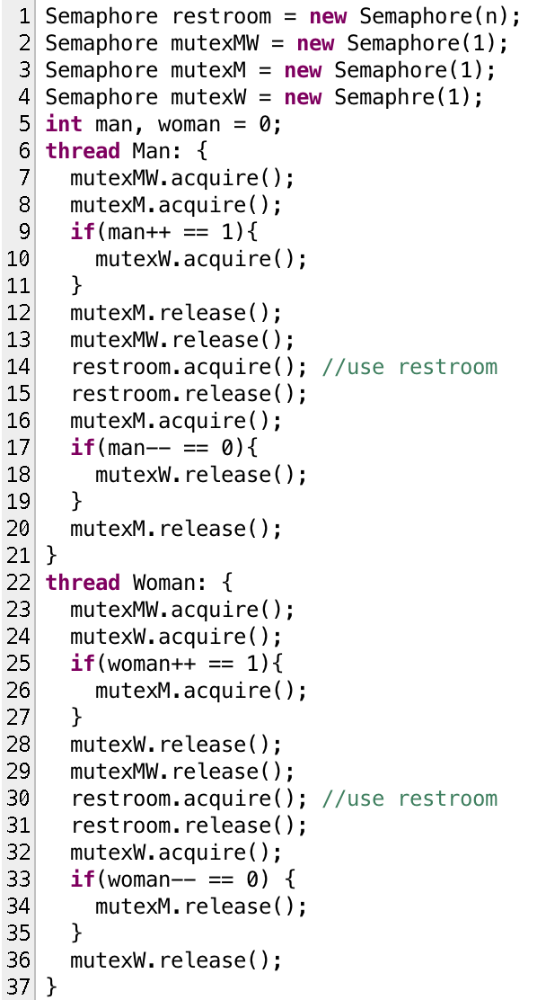 1 Semaphore restroom = new Semaphore(n);
2 Semaphore mutexMW = new Semaphore(1);
3 Semaphore mutexM = new Semaphore(1);
4 Semaphore mutexW = new Semaphre(1);
5 int man, woman = 0;
6 thread Man: {
7   mutexMW.acquire();
8   mutexM.acquire();
9   if(man++ == 1){
10     mutexW.acquire();
11   }
12   mutexM.release();
13   mutexMW.release();
14   restroom.acquire(); //use restroom
15   restroom.release();
16   mutexM.acquire();
17   if(man-- == 0){
18     mutexW.release();
19   }
20   mutexM.release();
21 }
22 thread Woman: {
23   mutexMW.acquire();
24   mutexW.acquire();
25   if(woman++ == 1){
26     mutexM.acquire();
27   }
28   mutexW.release();
29   mutexMW.release();
30   restroom.acquire(); //use restroom
31   restroom.release();
32   mutexW.acquire();
33   if(woman-- == 0) {
34     mutexM.release();
35   }
36   mutexW.release();
37 }